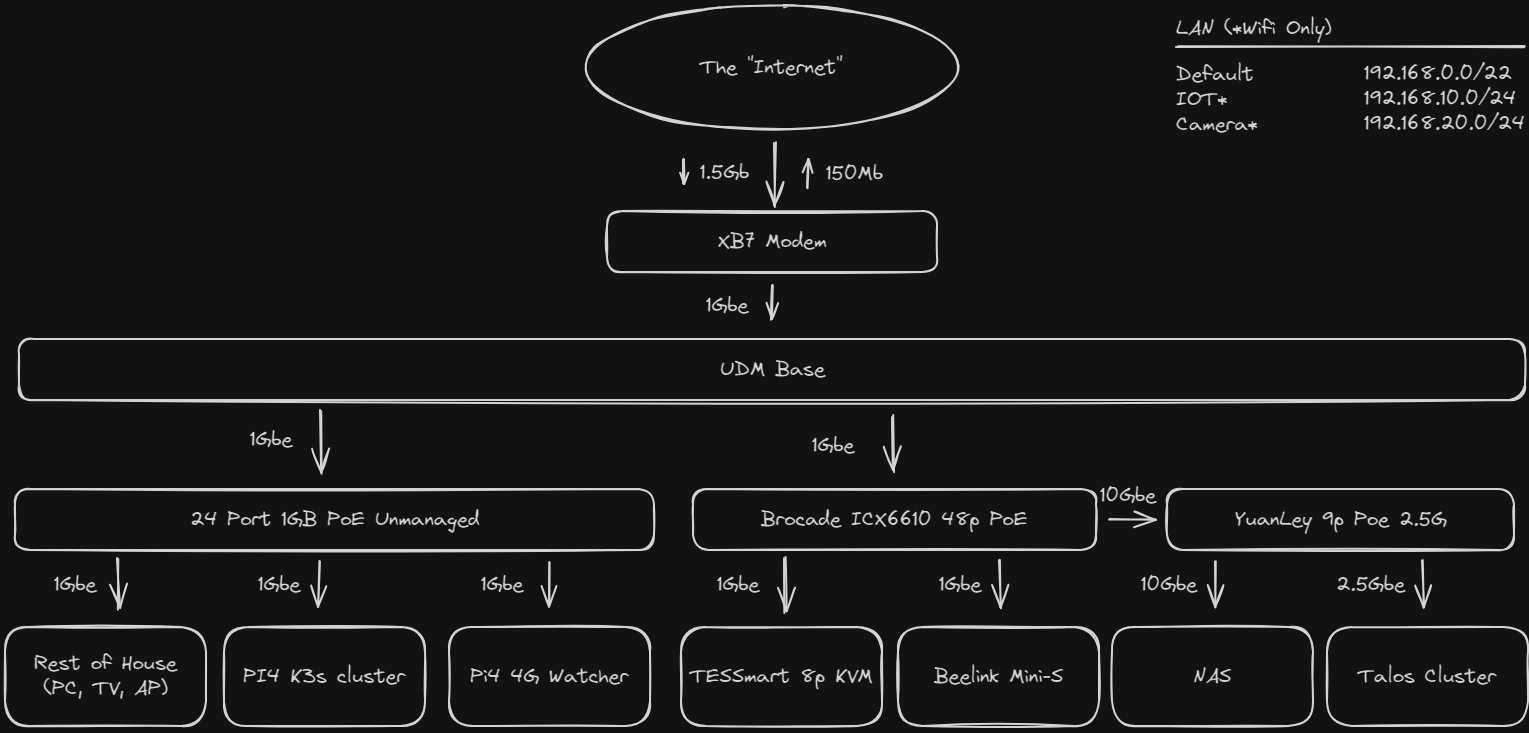 The "Internet"
LAN (*Wifi Only)
Default 192.168.0.0/22
IOT* 192.168.10.0/24
Camera* 192.168.20.0/24
1.5Gb 150Mb
XB7 Modem
1Gbe
UDM Base
1Gbe 1Gbe
24 Port 1GB PoE Unmanaged
Brocade ICX6610 48p PoE
10Gbe
YuanLey 9p Poe 2.5G
1Gbe 1Gbe 1Gbe 1Gbe 1Gbe 10Gbe 2.5Gbe
Rest of House
(PC, TV, AP)
PI4 K3s cluster
Pi4 4G Watcher
TESSmart 8p KVM
Beelink Mini-S
NAS
Talos Cluster